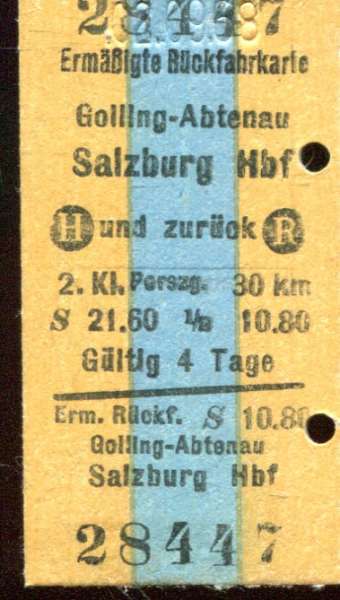 28447
Ermäßigte Rückfahrkarte
Golling-Abtenau
Salzburg Hbf
H und zurück R
2. Kl. Perszg. 30 km
S 21.60 ½ 10.80
Gültig 4 Tage
Erm. Rückf. S 10.80
Golling-Abtenau
Salzburg Hbf
28447